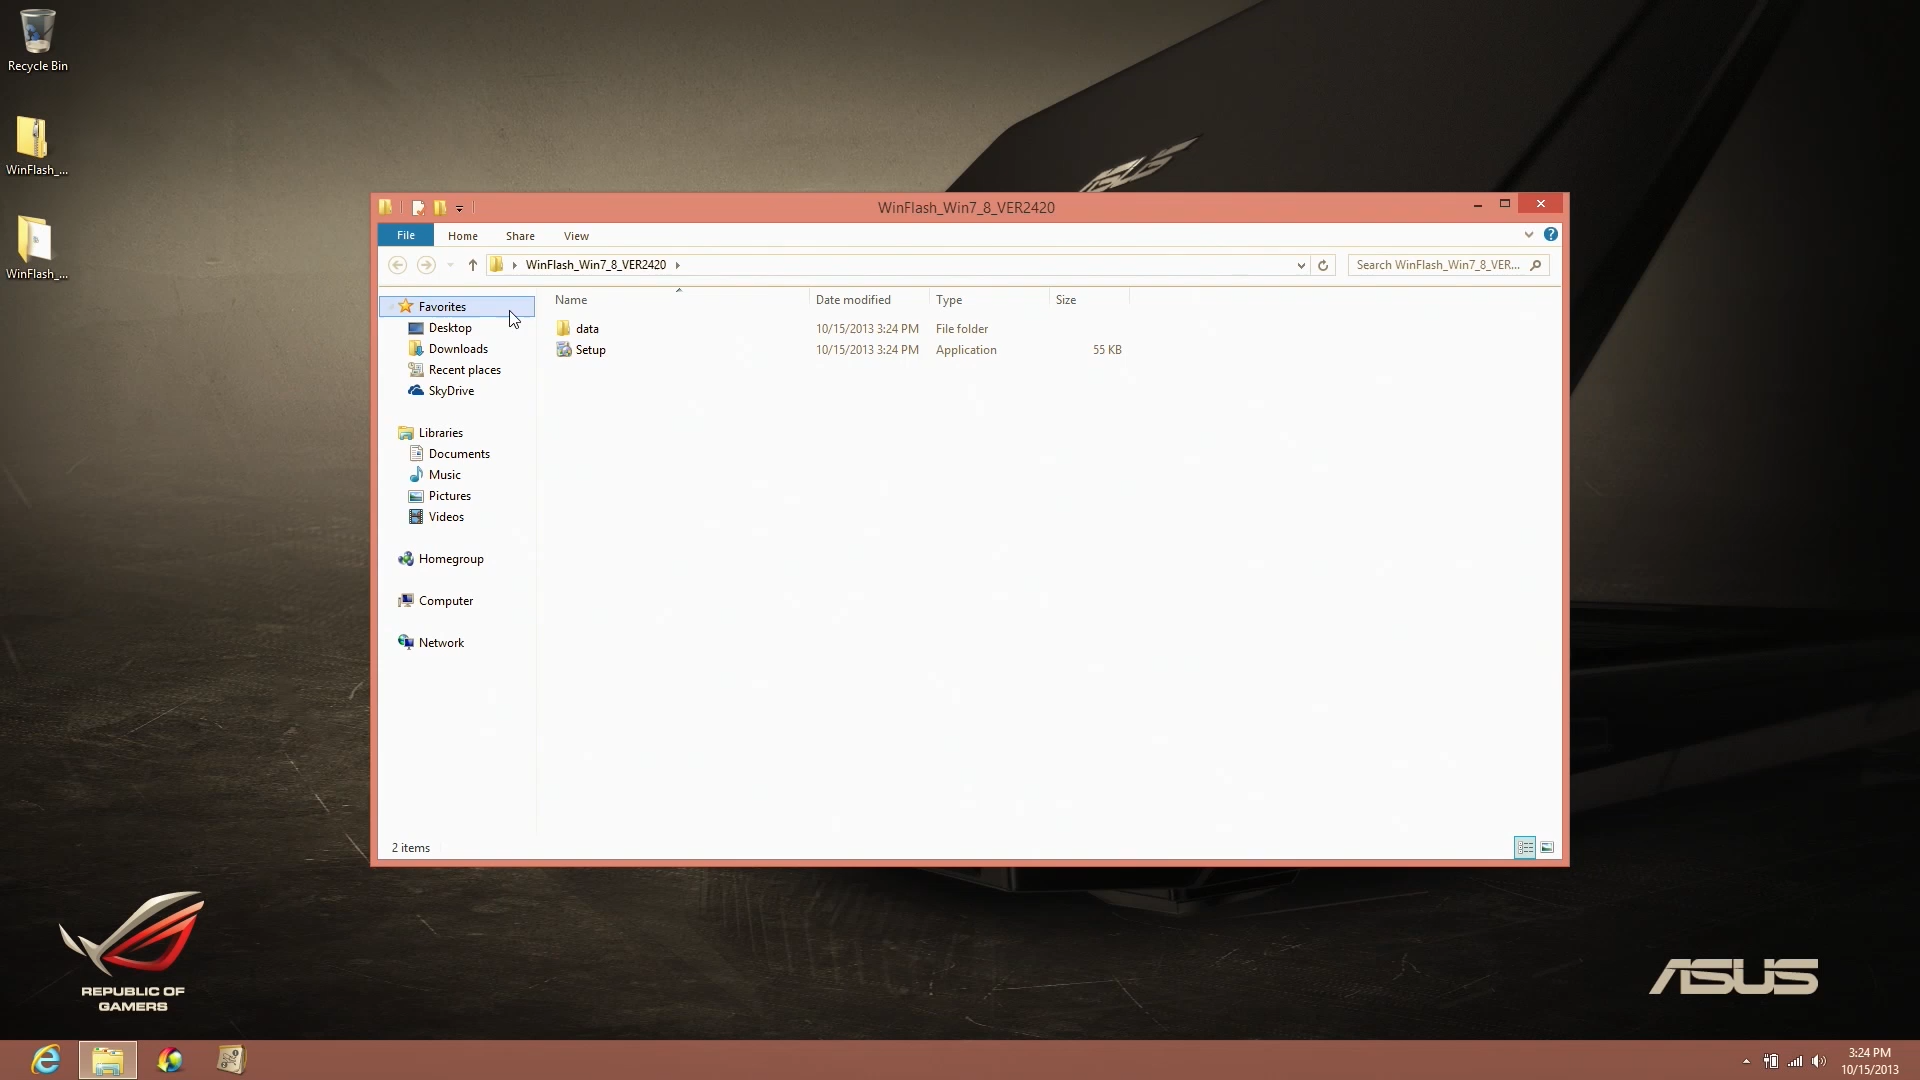 Recycle Bin
WinFlash_...
WinFlash_...
ASUS
WinFlash_Win7_8_VER2420
File Home Share View
WinFlash_Win7_8_VER2420
Search WinFlash_Win7_8_VER...
Name Date modified Type Size
Favorites
Desktop
Downloads
Recent places
SkyDrive
Libraries
Documents
Music
Pictures
Videos
Homegroup
Computer
Network
data 10/15/2013 3:24 PM File folder
Setup 10/15/2013 3:24 PM Application 55 KB
2 items
REPUBLIC OF
GAMERS
ASUS
3:24 PM
10/15/2013